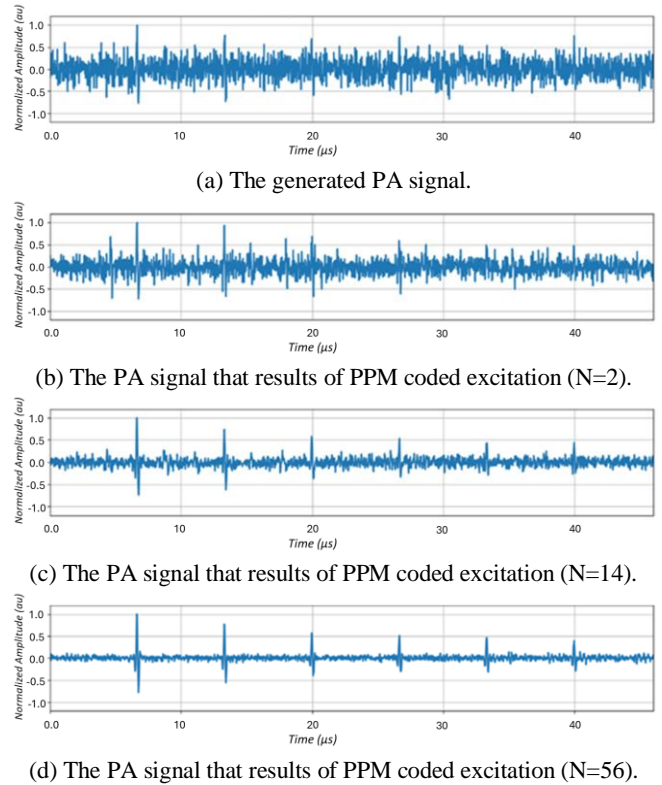 Normalized Amplitude (au)
1.0
0.5
0.0
-0.5
-1.0
0.0 10 20 30 40
Time (µs)
(a) The generated PA signal.
Normalized Amplitude (au)
1.0
0.5
0.0
-0.5
-1.0
0.0 10 20 30 40
Time (µs)
(b) The PA signal that results of PPM coded excitation (N=2).
Normalized Amplitude (au)
1.0
0.5
0.0
-0.5
-1.0
0.0 10 20 30 40
Time (µs)
(c) The PA signal that results of PPM coded excitation (N=14).
Normalized Amplitude (au)
1.0
0.5
0.0
-0.5
-1.0
0.0 10 20 30 40
Time (µs)
(d) The PA signal that results of PPM coded excitation (N=56).